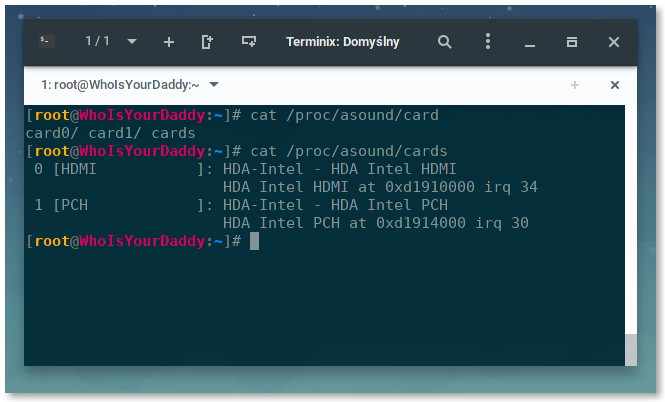 1 / 1
Terminix: Domyślny
1: root@WhoIsYourDaddy:~
[root@WhoIsYourDaddy:~]# cat /proc/asound/card
card0/ card1/ cards
[root@WhoIsYourDaddy:~]# cat /proc/asound/cards
 0 [HDMI           ]: HDA-Intel - HDA Intel HDMI
                      HDA Intel HDMI at 0xd1910000 irq 34
 1 [PCH            ]: HDA-Intel - HDA Intel PCH
                      HDA Intel PCH at 0xd1914000 irq 30
[root@WhoIsYourDaddy:~]#